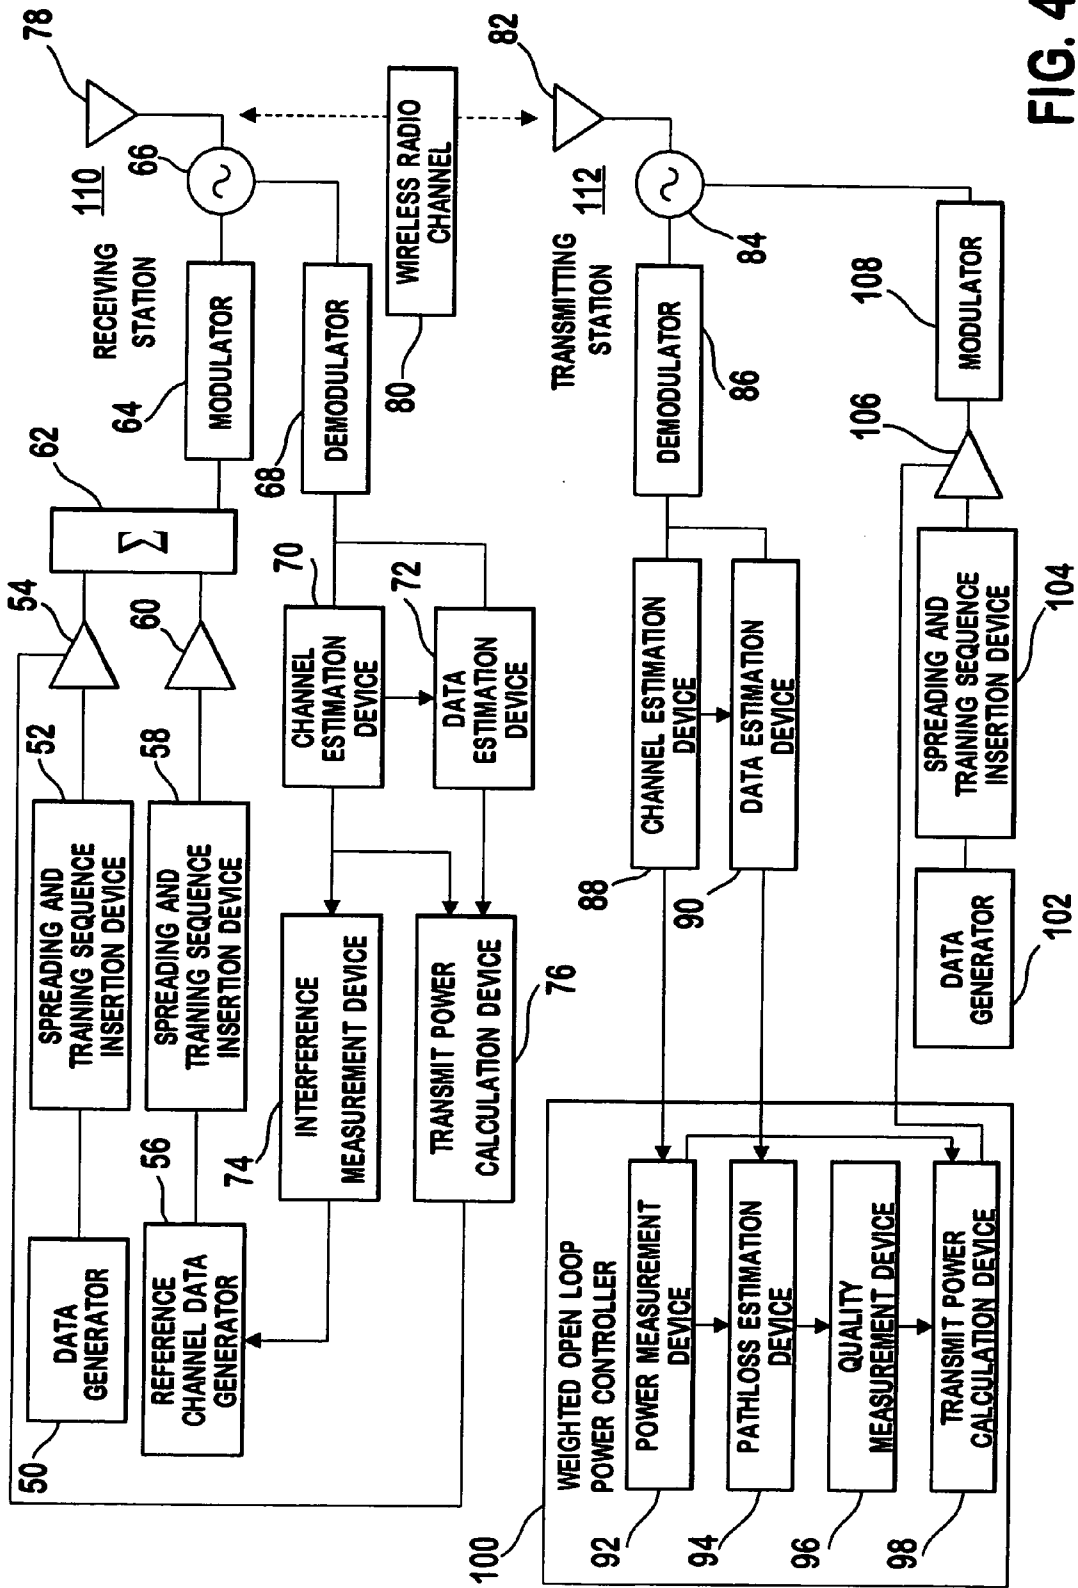 50
DATA
GENERATOR
52
SPREADING AND
TRAINING SEQUENCE
INSERTION DEVICE
54
56
REFERENCE
CHANNEL DATA
GENERATOR
58
SPREADING AND
TRAINING SEQUENCE
INSERTION DEVICE
60
62
Σ
64
MODULATOR
RECEIVING
STATION
110
66
78
74
INTERFERENCE
MEASUREMENT DEVICE
70
CHANNEL
ESTIMATION
DEVICE
68
DEMODULATOR
TRANSMIT POWER
CALCULATION DEVICE
76
72
DATA
ESTIMATION
DEVICE
80
WIRELESS RADIO
CHANNEL
100
WEIGHTED OPEN LOOP
POWER CONTROLLER
92
POWER MEASUREMENT
DEVICE
94
PATHLOSS ESTIMATION
DEVICE
96
QUALITY
MEASUREMENT DEVICE
98
TRANSMIT POWER
CALCULATION DEVICE
88
CHANNEL ESTIMATION
DEVICE
90
DATA ESTIMATION
DEVICE
DEMODULATOR
86
TRANSMITTING
STATION
112
82
84
DATA
GENERATOR
102
SPREADING AND
TRAINING SEQUENCE
INSERTION DEVICE
104
106
108
MODULATOR
FIG. 4